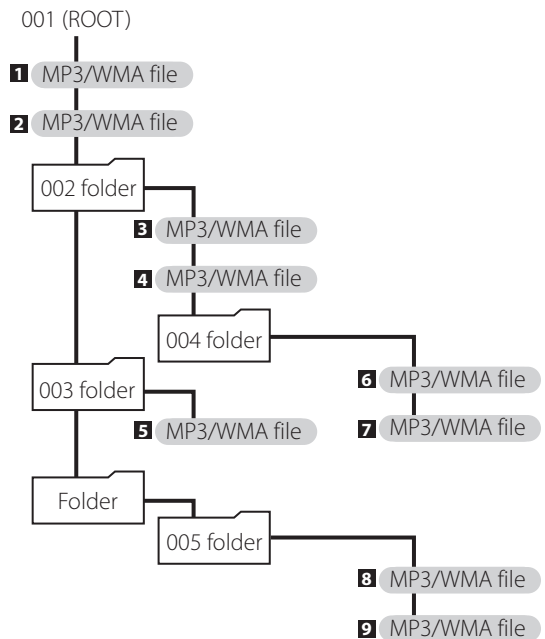 001 (ROOT)
1 MP3/WMA file
2 MP3/WMA file
002 folder
3 MP3/WMA file
4 MP3/WMA file
004 folder
6 MP3/WMA file
003 folder
5 MP3/WMA file
7 MP3/WMA file
Folder
005 folder
8 MP3/WMA file
9 MP3/WMA file